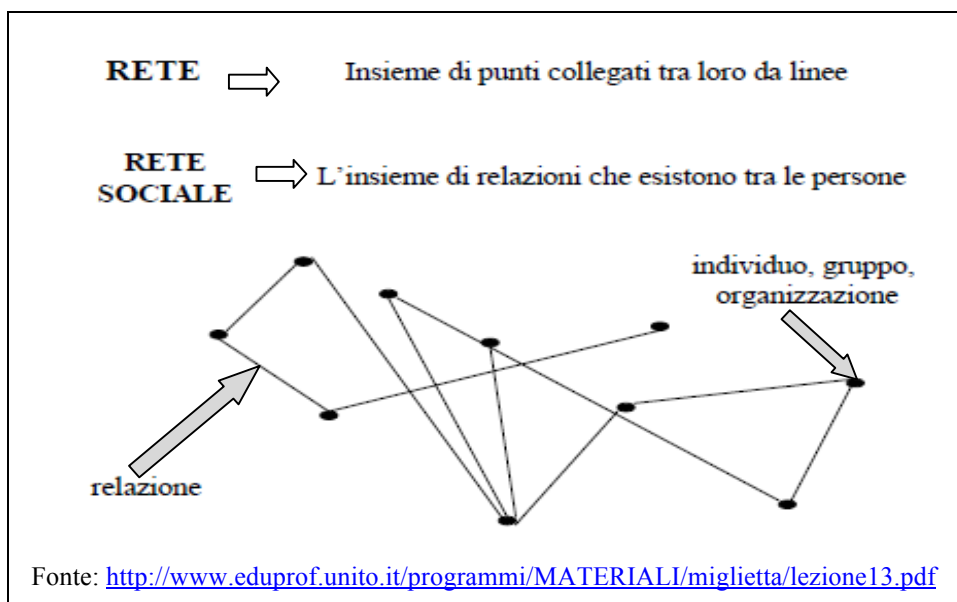 RETE Insieme di punti collegati tra loro da linee
RETE
SOCIALE L'insieme di relazioni che esistono tra le persone
individuo, gruppo,
organizzazione
relazione
Fonte: http://www.eduprof.unito.it/programmi/MATERIALI/miglietta/lezione13.pdf